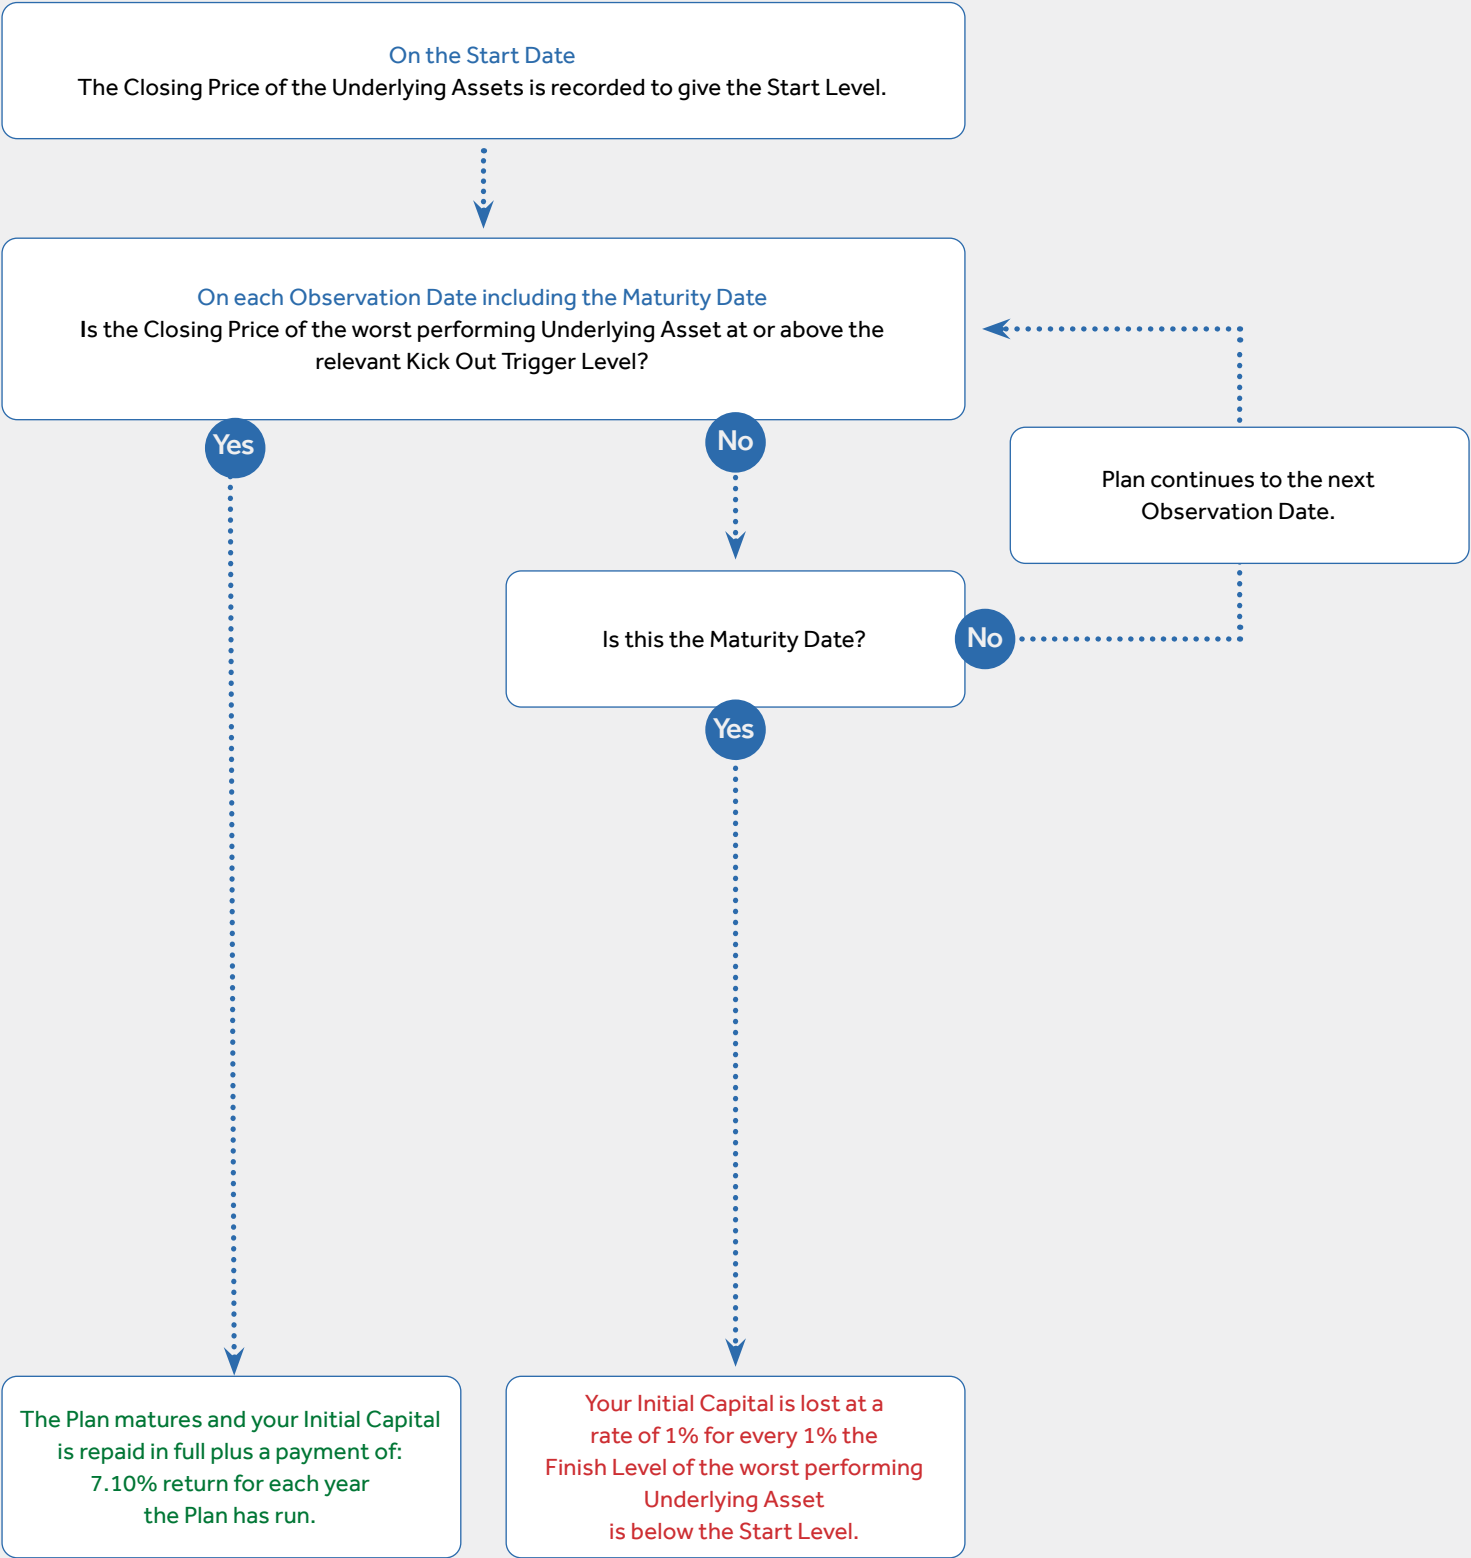 On the Start Date
The Closing Price of the Underlying Assets is recorded to give the Start Level.
On each Observation Date including the Maturity Date
Is the Closing Price of the worst performing Underlying Asset at or above the
relevant Kick Out Trigger Level?
Yes
No
Plan continues to the next
Observation Date.
Is this the Maturity Date?
No
Yes
The Plan matures and your Initial Capital
is repaid in full plus a payment of:
7.10% return for each year
the Plan has run.
Your Initial Capital is lost at a
rate of 1% for every 1% the
Finish Level of the worst performing
Underlying Asset
is below the Start Level.